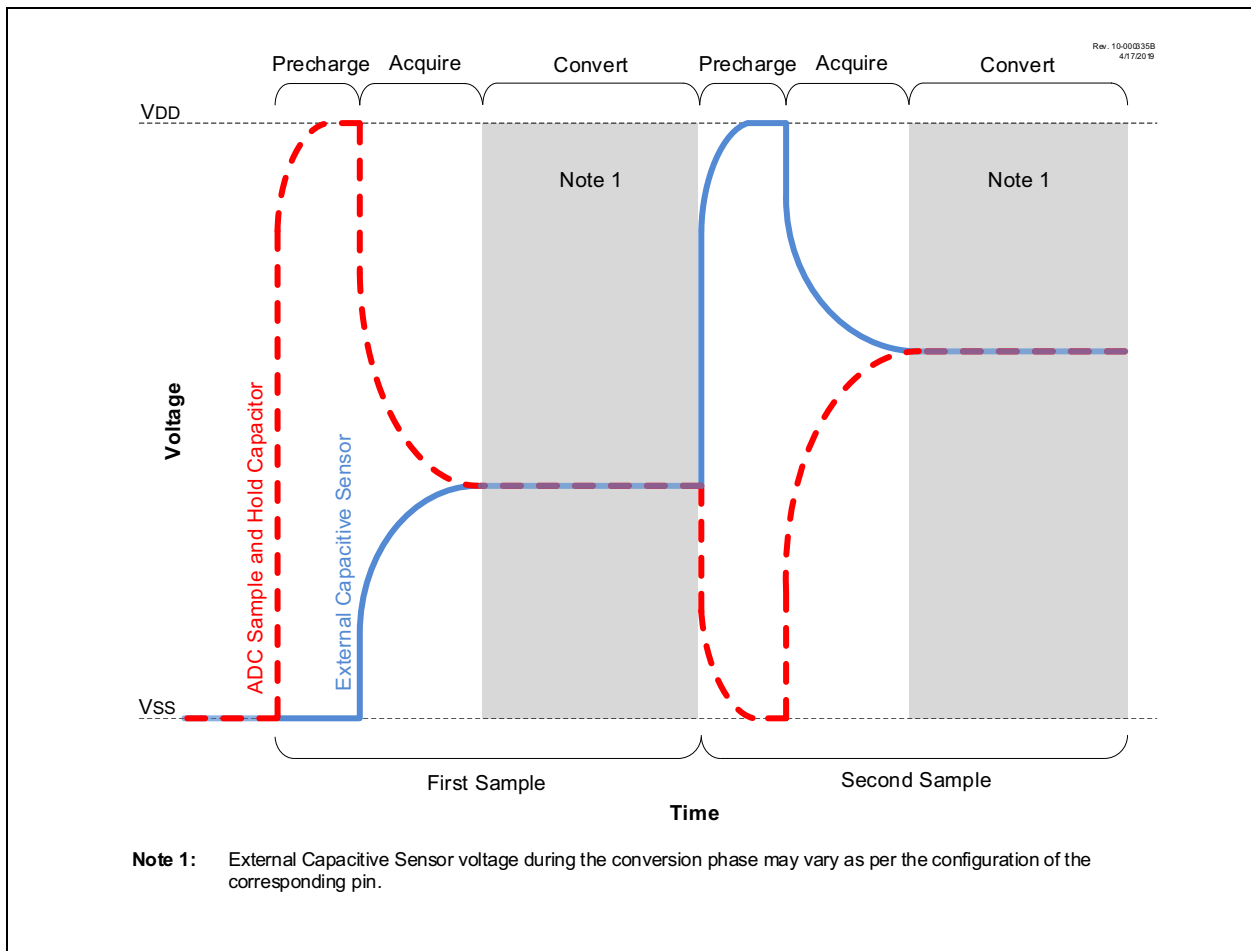 Rev. 10-000335B
4/17/2019
Precharge Acquire Convert Precharge Acquire Convert
VDD
Note 1 Note 1
Voltage
ADC Sample and Hold Capacitor
External Capacitive Sensor
VSS
First Sample Second Sample
Time
Note 1: External Capacitive Sensor voltage during the conversion phase may vary as per the configuration of the
corresponding pin.